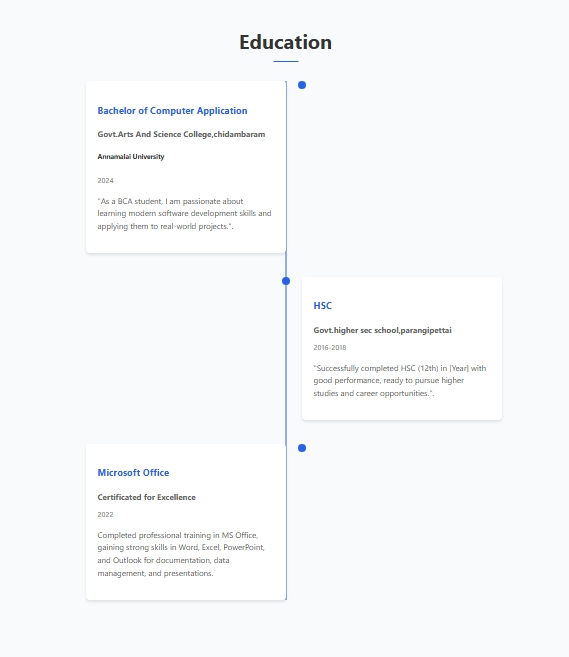 Education
Bachelor of Computer Application
Govt.Arts And Science College,chidambaram
Annamalai University
2024
"As a BCA student, I am passionate about
learning modern software development skills and
applying them to real-world projects.".
HSC
Govt.higher sec school,parangipettai
2016-2018
"Successfully completed HSC (12th) in [Year] with
good performance, ready to pursue higher
studies and career opportunities.".
Microsoft Office
Certificated for Excellence
2022
Completed professional training in MS Office,
gaining strong skills in Word, Excel, PowerPoint,
and Outlook for documentation, data
management, and presentations.